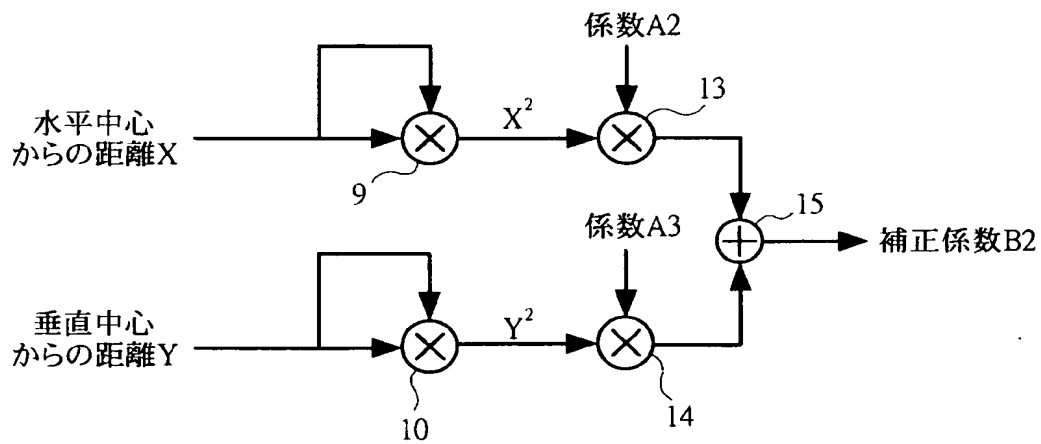 係数A2
13
水平中心
からの距離X
X²
9
15
係数A3
補正係数B2
垂直中心
からの距離Y
Y²
10
14